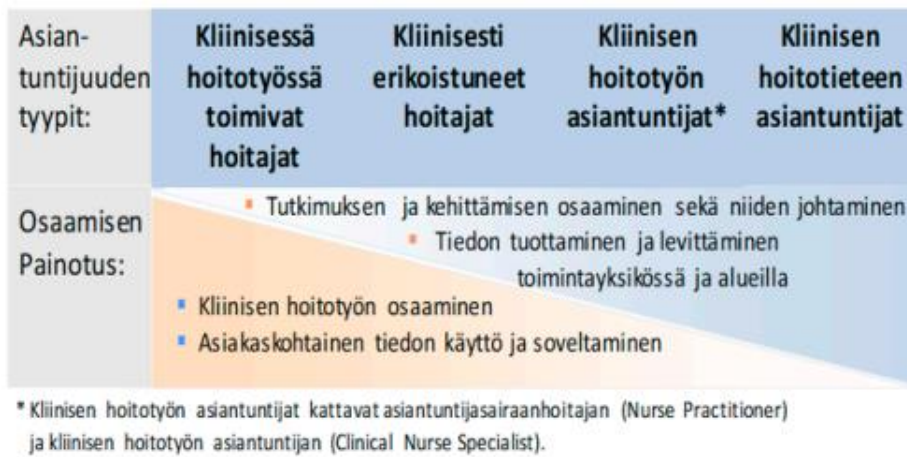 Asian-
tuntijuuden
tyypit:
Kliinisessä
hoitotyössä
toimivat
hoitajat
Kliinisesti
erikoistuneet
hoitajat
Kliinisen
hoitotyön
asiantuntijat*
Kliinisen
hoitotieteen
asiantuntijat
Osaamisen
Painotus:
▪ Tutkimuksen ja kehittämisen osaaminen sekä niiden johtaminen
▪ Tiedon tuottaminen ja levittäminen
toimintayksikössä ja alueilla
▪ Kliinisen hoitotyön osaaminen
▪ Asiakaskohtainen tiedon käyttö ja soveltaminen
* Kliinisen hoitotyön asiantuntijat kattavat asiantuntijasairaanhoitajan (Nurse Practitioner)
ja kliinisen hoitotyön asiantuntijan (Clinical Nurse Specialist).